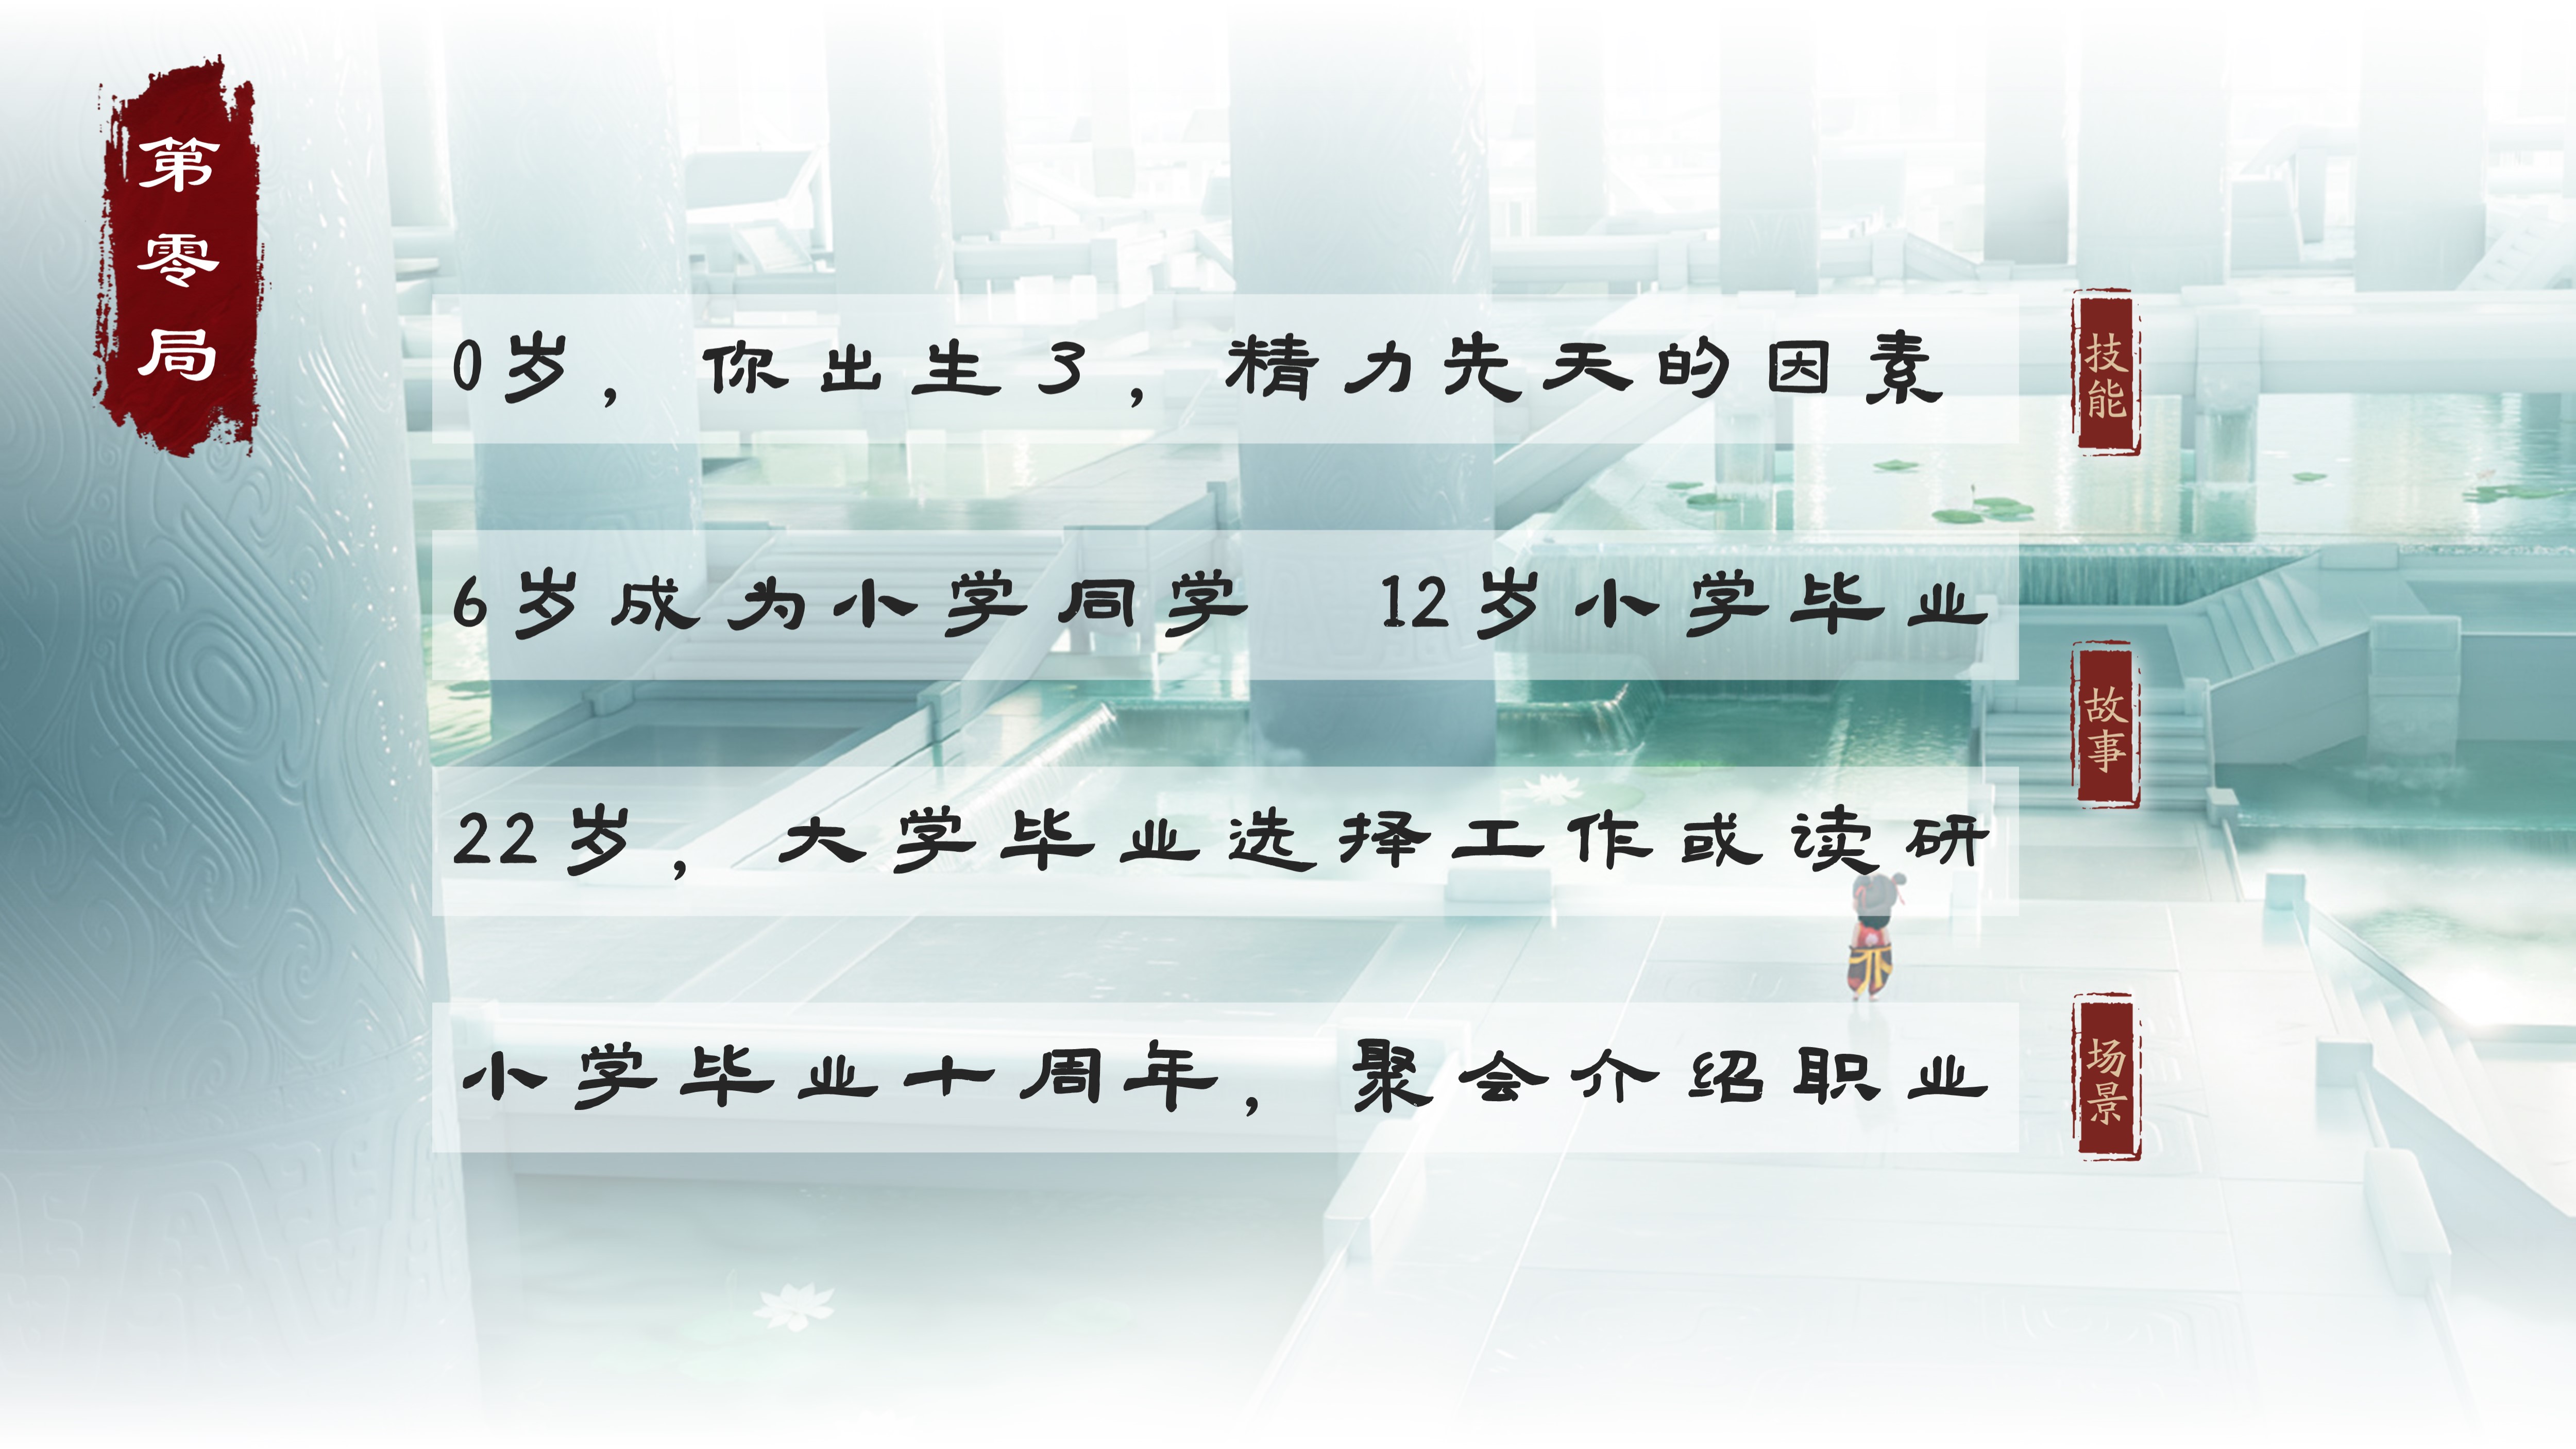 第零局
0岁，你出生了，精力先天的因素
6岁成为小学同学 12岁小学毕业
22岁，大学毕业选择工作或读研
小学毕业十周年，聚会介绍职业
技能
故事
场景